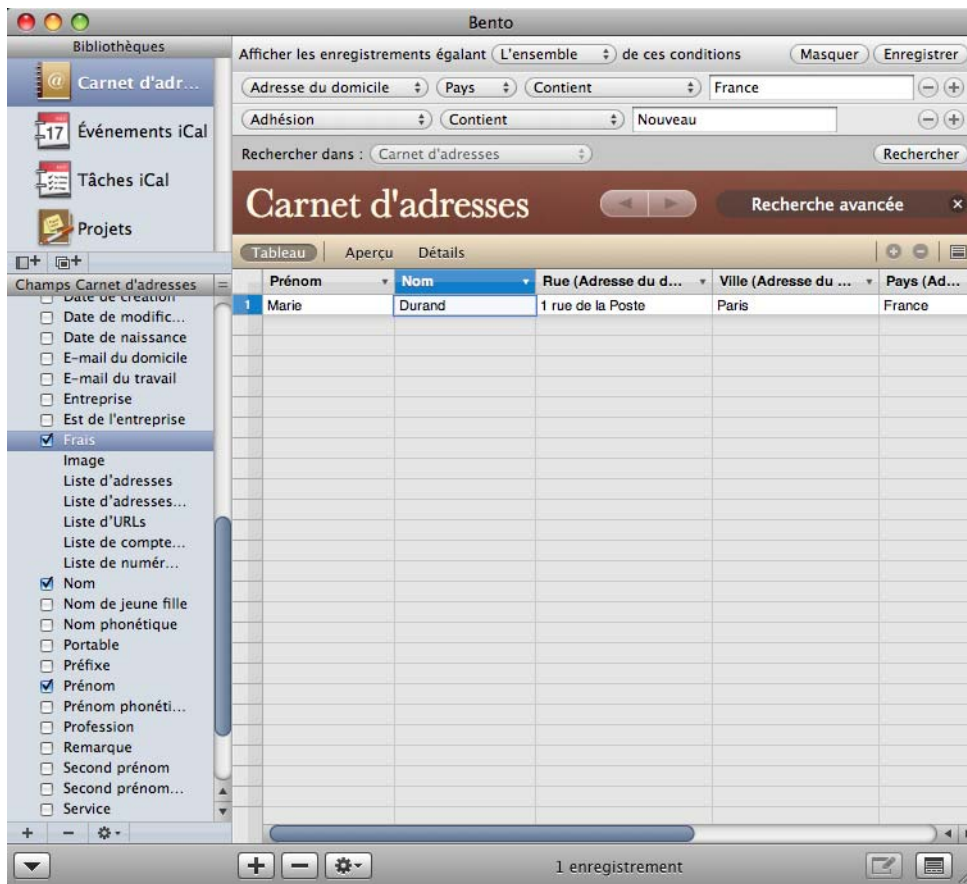 Bento
Bibliothèques
Carnet d'adr...
Événements iCal
17
Tâches iCal
Projets
Champs Carnet d'adresses
Date de création
Date de modific...
Date de naissance
E-mail du domicile
E-mail du travail
Entreprise
Est de l'entreprise
Frais
Image
Liste d'adresses
Liste d'adresses...
Liste d'URLs
Liste de compte...
Liste de numér...
Nom
Nom de jeune fille
Nom phonétique
Portable
Préfixe
Prénom
Prénom phonéti...
Profession
Remarque
Second prénom
Second prénom...
Service
Afficher les enregistrements égalant L'ensemble de ces conditions Masquer Enregistrer
Adresse du domicile Pays Contient France
Adhésion Contient Nouveau
Rechercher dans : Carnet d'adresses Rechercher
Carnet d'adresses Recherche avancée
Tableau Aperçu Détails
Prénom Nom Rue (Adresse du d... Ville (Adresse du ... Pays (Ad...
1 Marie Durand 1 rue de la Poste Paris France
1 enregistrement